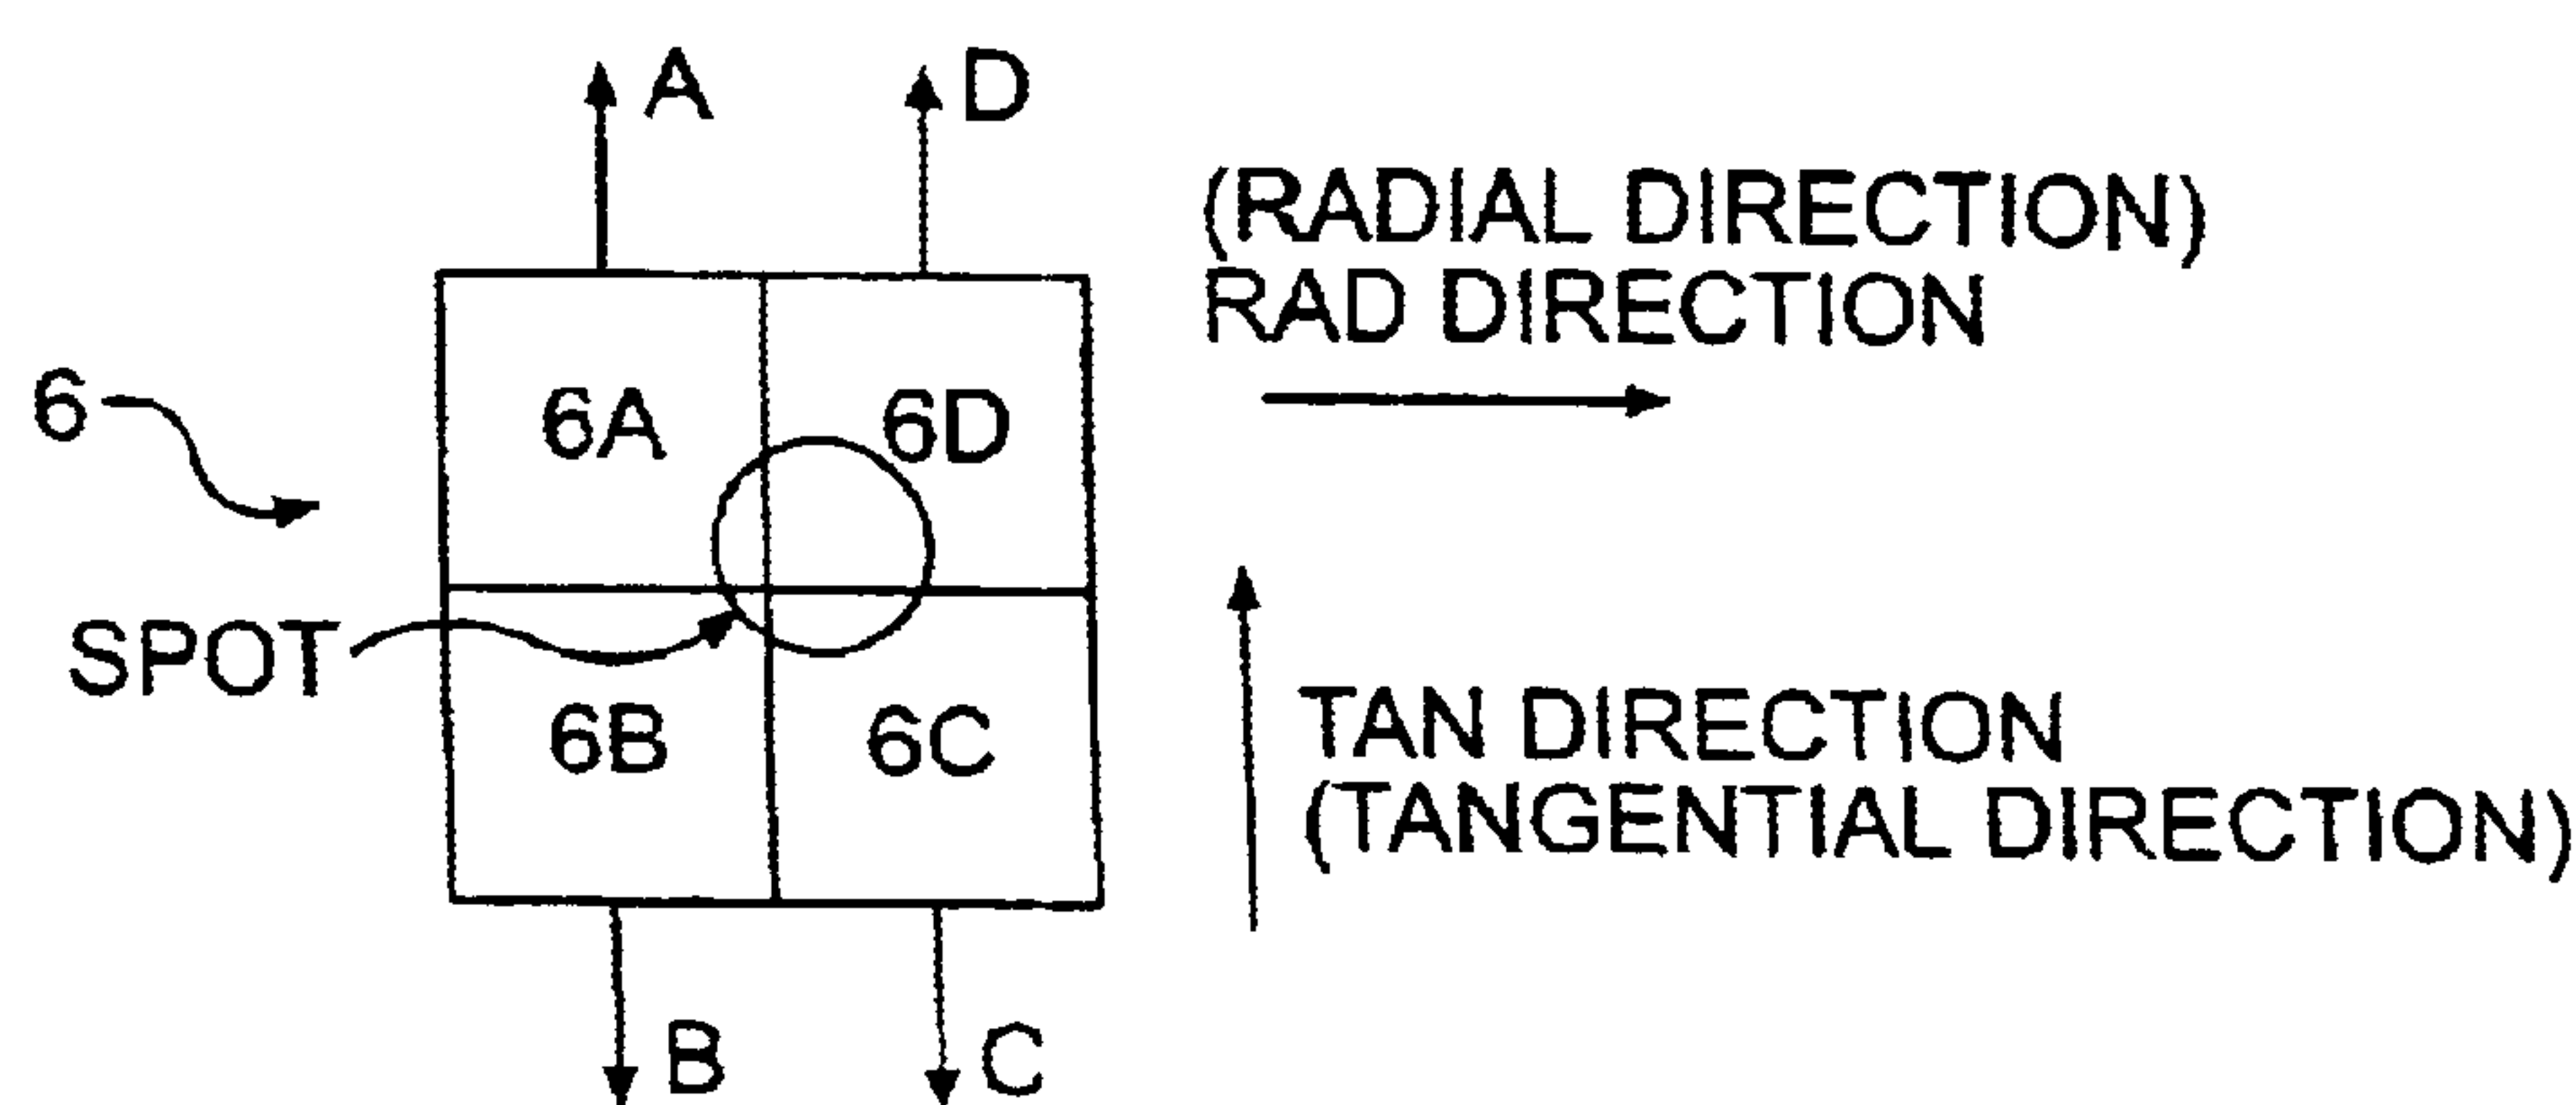 A
D
(RADIAL DIRECTION)
RAD DIRECTION
6
6A
6D
SPOT
6B
6C
TAN DIRECTION
(TANGENTIAL DIRECTION)
B
C